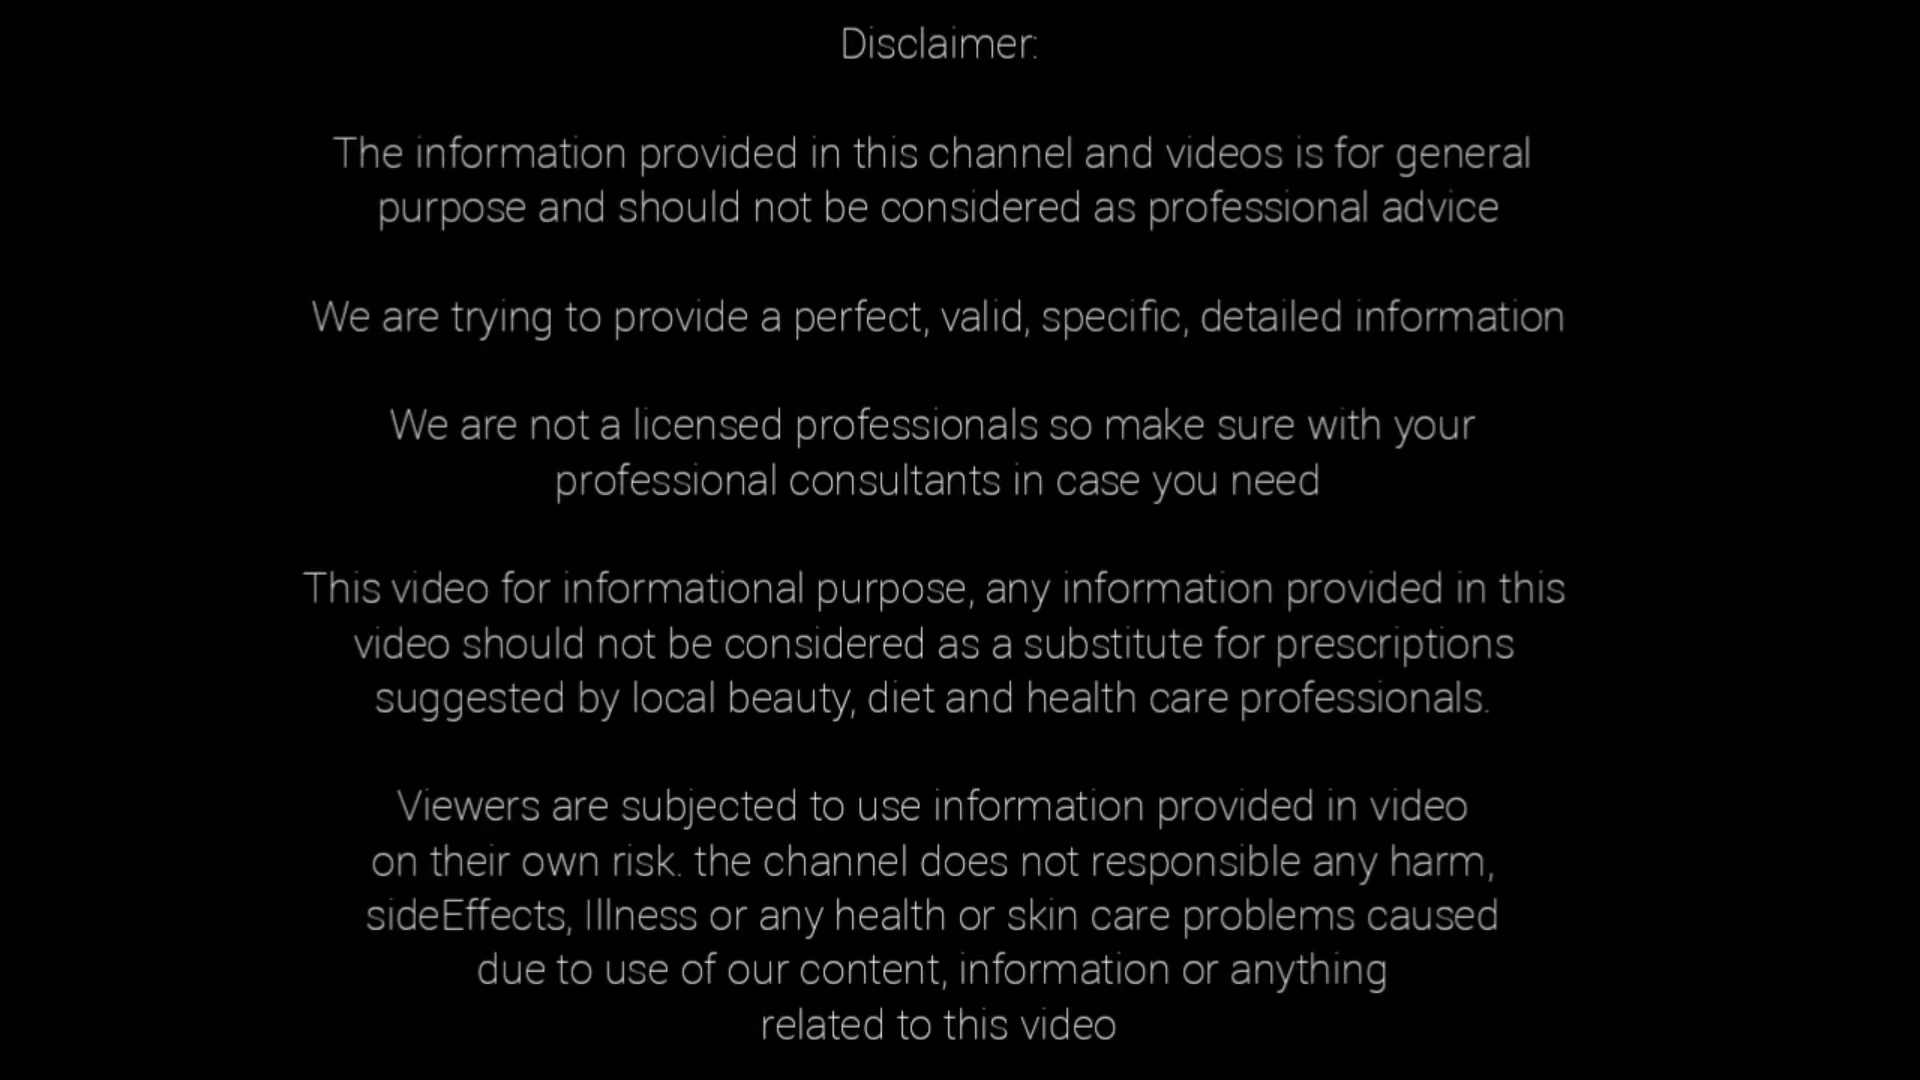 Disclaimer:
The information provided in this channel and videos is for general
purpose and should not be considered as professional advice
We are trying to provide a perfect, valid, specific, detailed information
We are not a licensed professionals so make sure with your
professional consultants in case you need
This video for informational purpose, any information provided in this
video should not be considered as a substitute for prescriptions
suggested by local beauty, diet and health care professionals.
Viewers are subjected to use information provided in video
on their own risk. the channel does not responsible any harm,
sideEffects, Illness or any health or skin care problems caused
due to use of our content, information or anything
related to this video